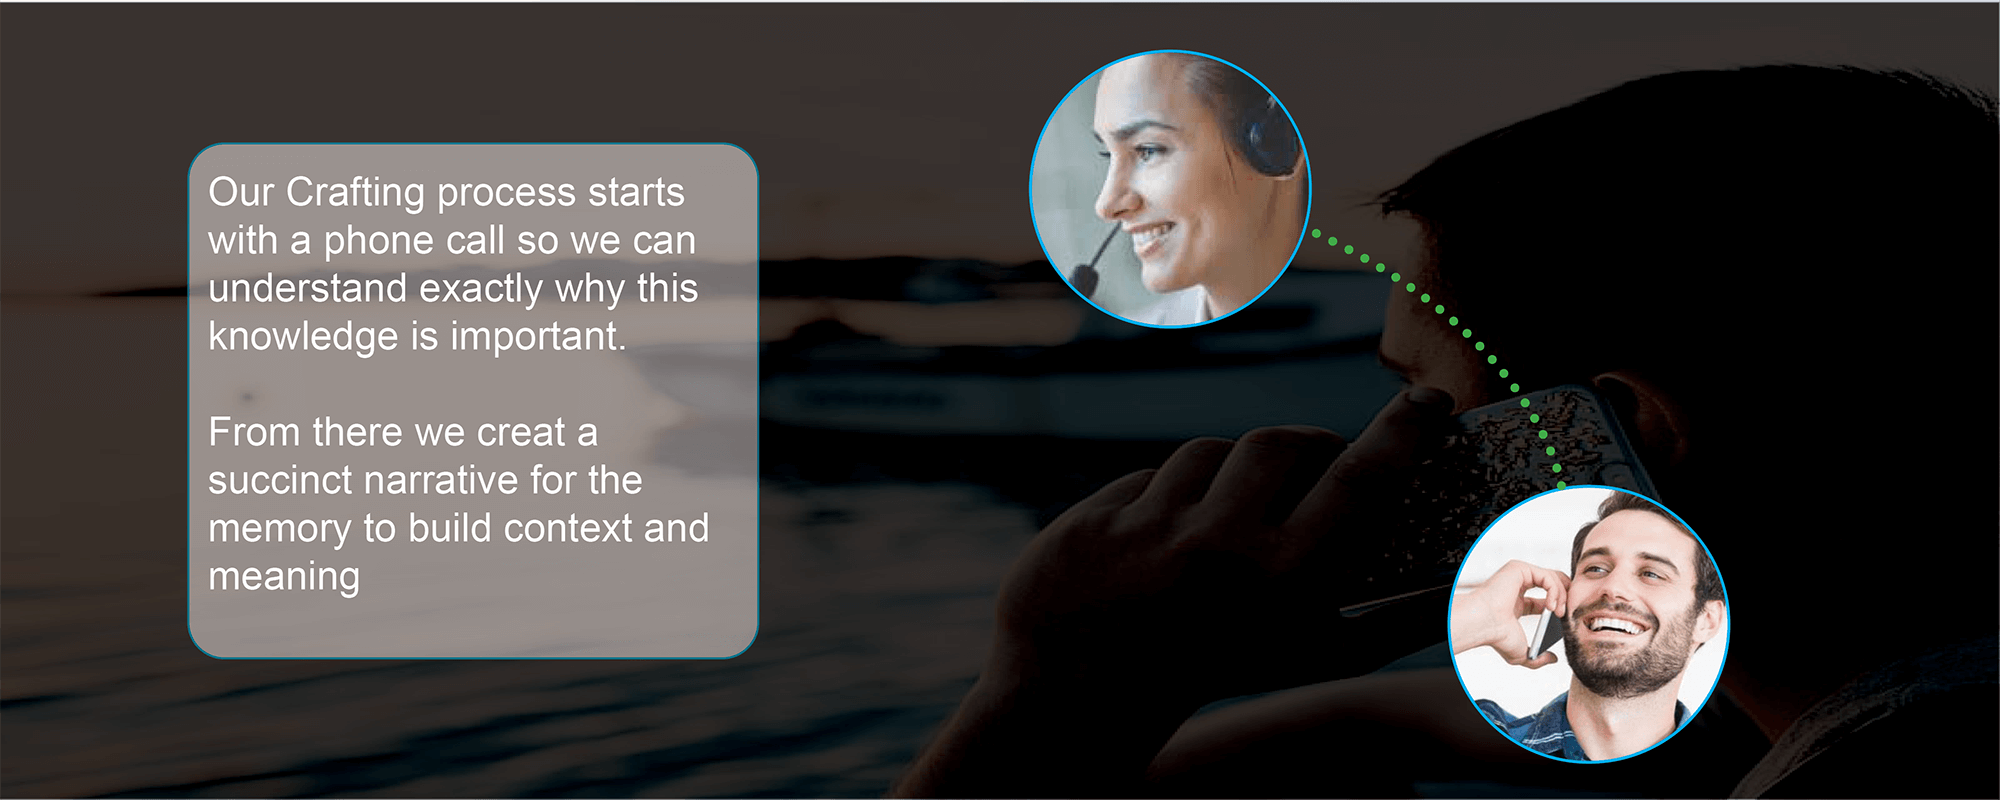 Our Crafting process starts
with a phone call so we can
understand exactly why this
knowledge is important.
From there we creat a
succinct narrative for the
memory to build context and
meaning